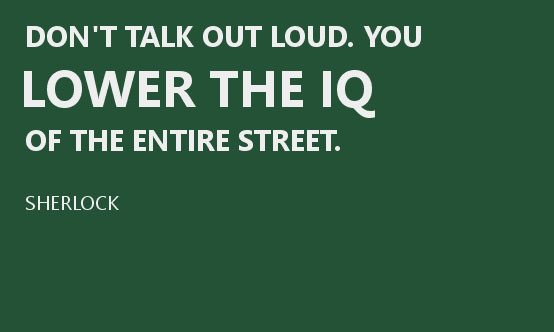 DON'T TALK OUT LOUD. YOU
LOWER THE IQ
OF THE ENTIRE STREET.
SHERLOCK